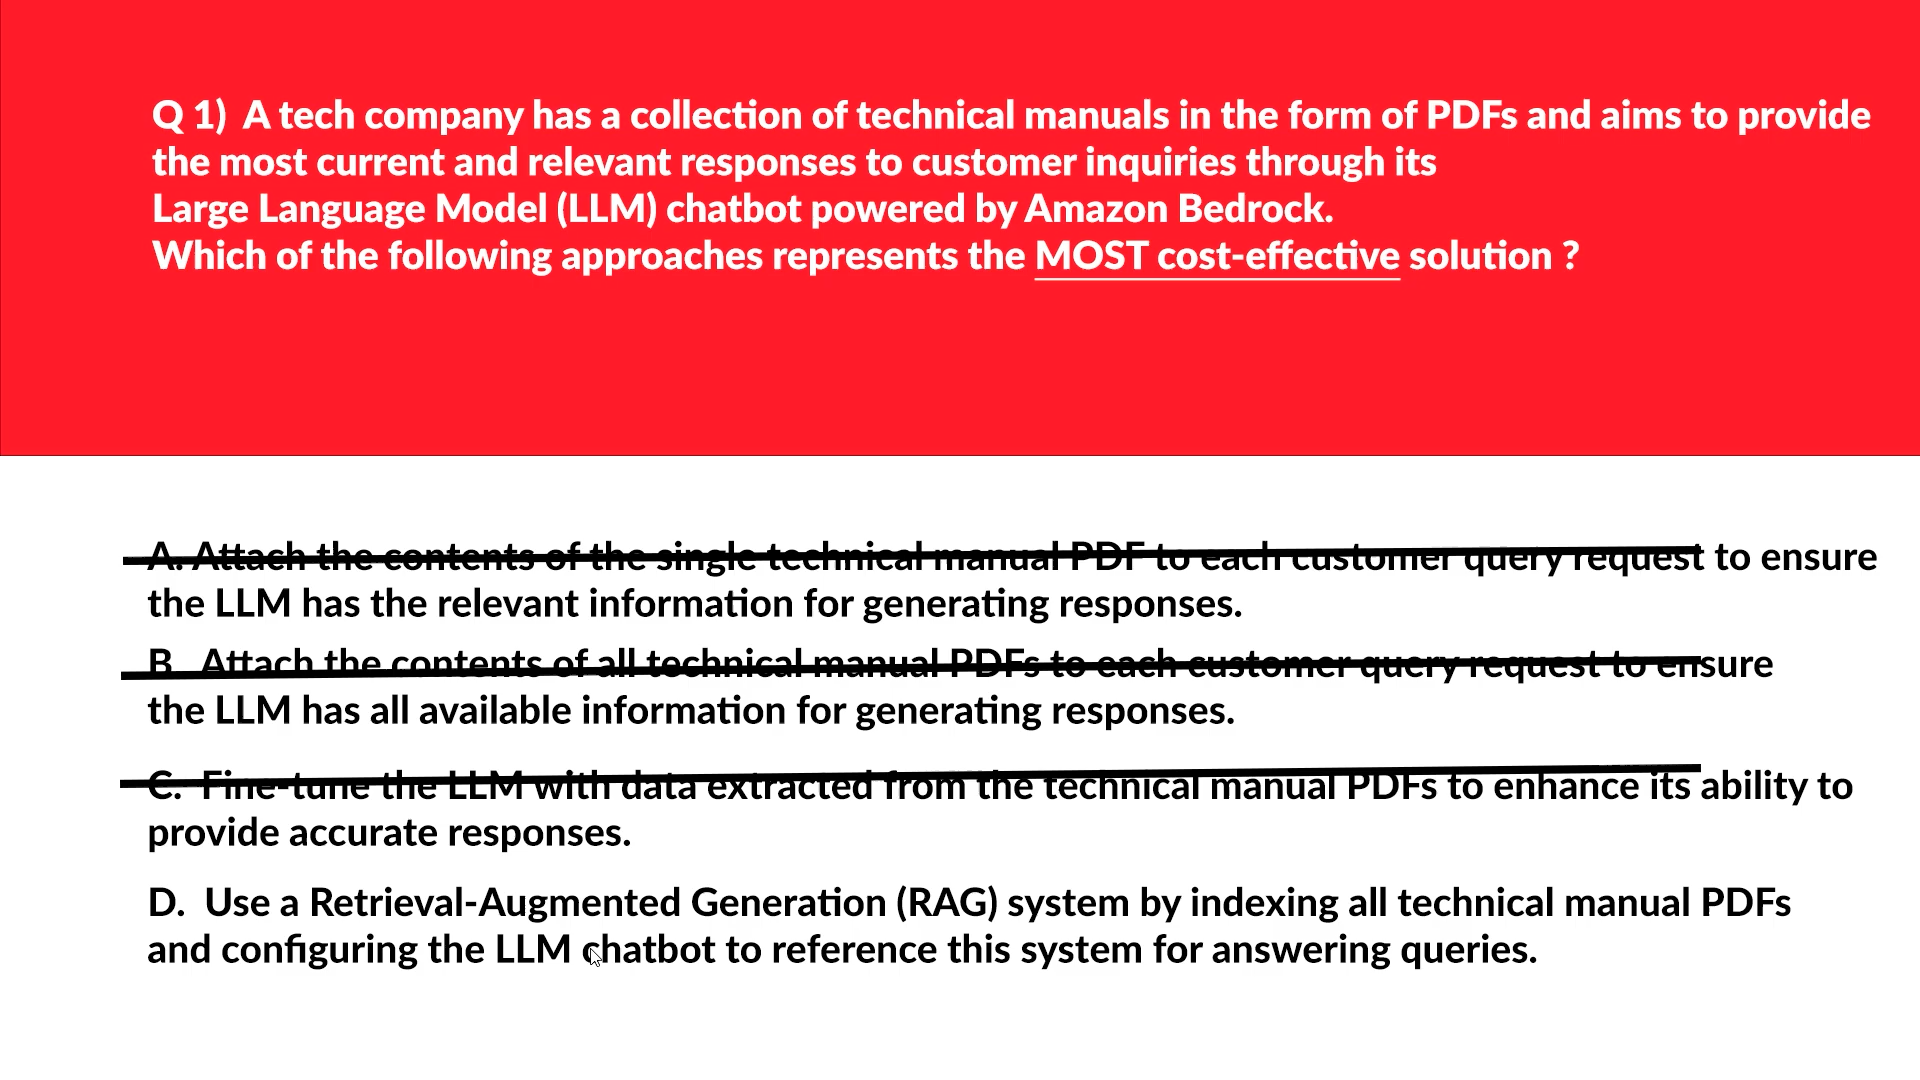 Q 1) A tech company has a collection of technical manuals in the form of PDFs and aims to provide
the most current and relevant responses to customer inquiries through its
Large Language Model (LLM) chatbot powered by Amazon Bedrock.
Which of the following approaches represents the MOST cost-effective solution ?
A. Attach the contents of the single technical manual PDF to each customer query request to ensure
the LLM has the relevant information for generating responses.
B. Attach the contents of all technical manual PDFs to each customer query request to ensure
the LLM has all available information for generating responses.
C. Fine-tune the LLM with data extracted from the technical manual PDFs to enhance its ability to
provide accurate responses.
D. Use a Retrieval-Augmented Generation (RAG) system by indexing all technical manual PDFs
and configuring the LLM chatbot to reference this system for answering queries.